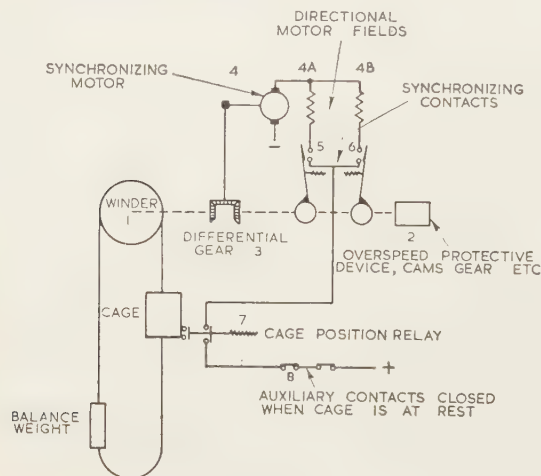 DIRECTIONAL
MOTOR FIELDS
SYNCHRONIZING
MOTOR
4
4A
4B
SYNCHRONIZING
CONTACTS
5
6
WINDER
1
DIFFERENTIAL
GEAR 3
2
OVERSPEED PROTECTIVE
DEVICE, CAMS GEAR ETC
CAGE
7
CAGE POSITION RELAY
8
+
AUXILIARY CONTACTS CLOSED
WHEN CAGE IS AT REST
BALANCE
WEIGHT